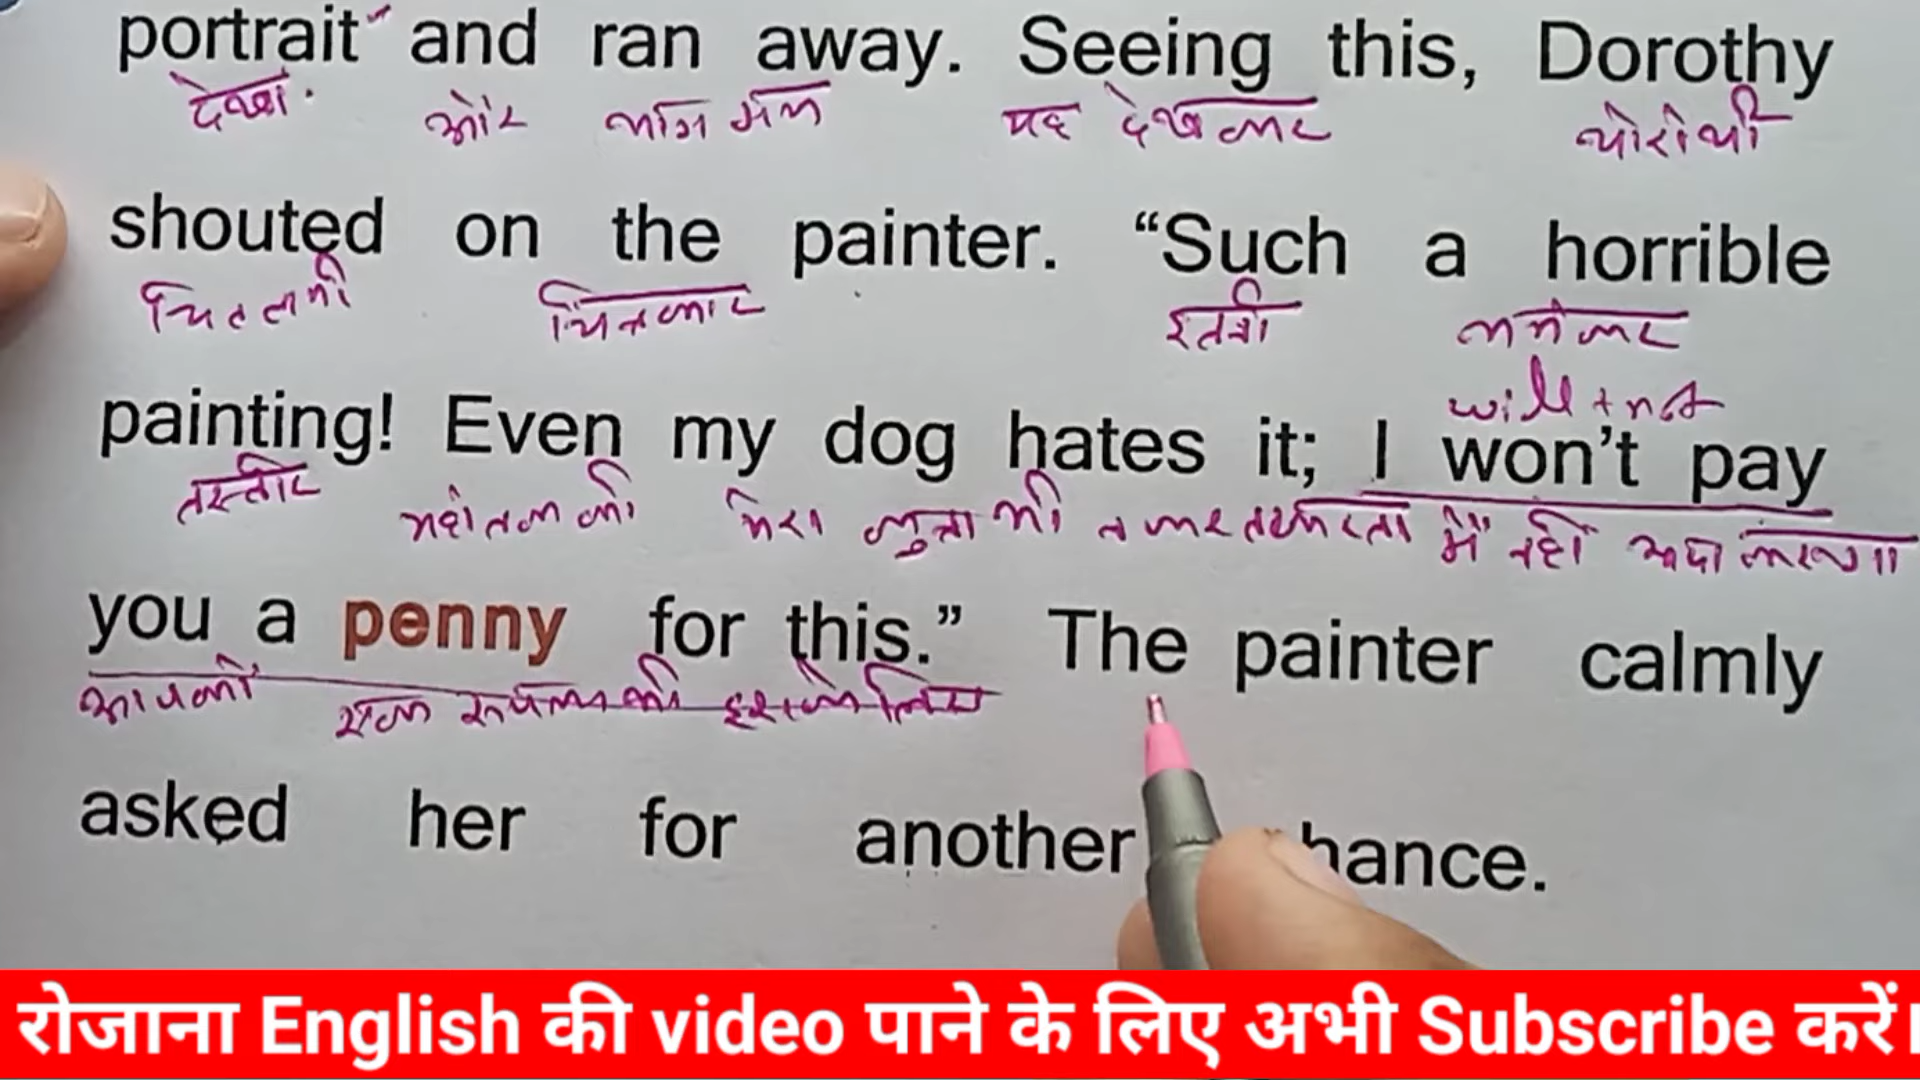 portrait and ran away. Seeing this, Dorothy
देखा और भाग गया यह देखकर डोरोथी
shouted on the painter. “Such a horrible
चित्रकार इतनी भयंकर
will + not
painting! Even my dog hates it; I won’t pay
तस्वीर यहाँ तक की मेरा कुत्ता भी नफरत करता मैं नहीं अदा करूंगा
you a penny for this.” The painter calmly
आपको एक रुपया भी इसके लिए
asked her for another hance.
रोजाना English की video पाने के लिए अभी Subscribe करें।